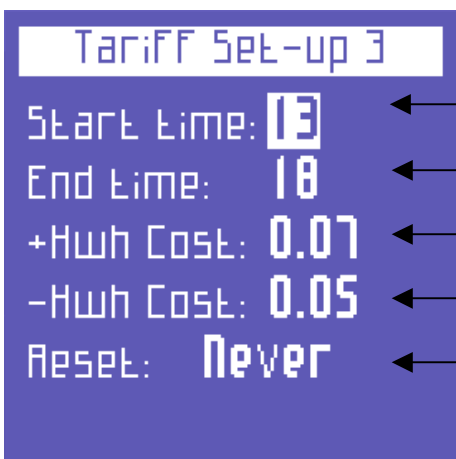 Tariff Set-up 3
Start time: 13
End time: 18
+Kwh Cost: 0.07
-Kwh Cost: 0.05
Reset: Never